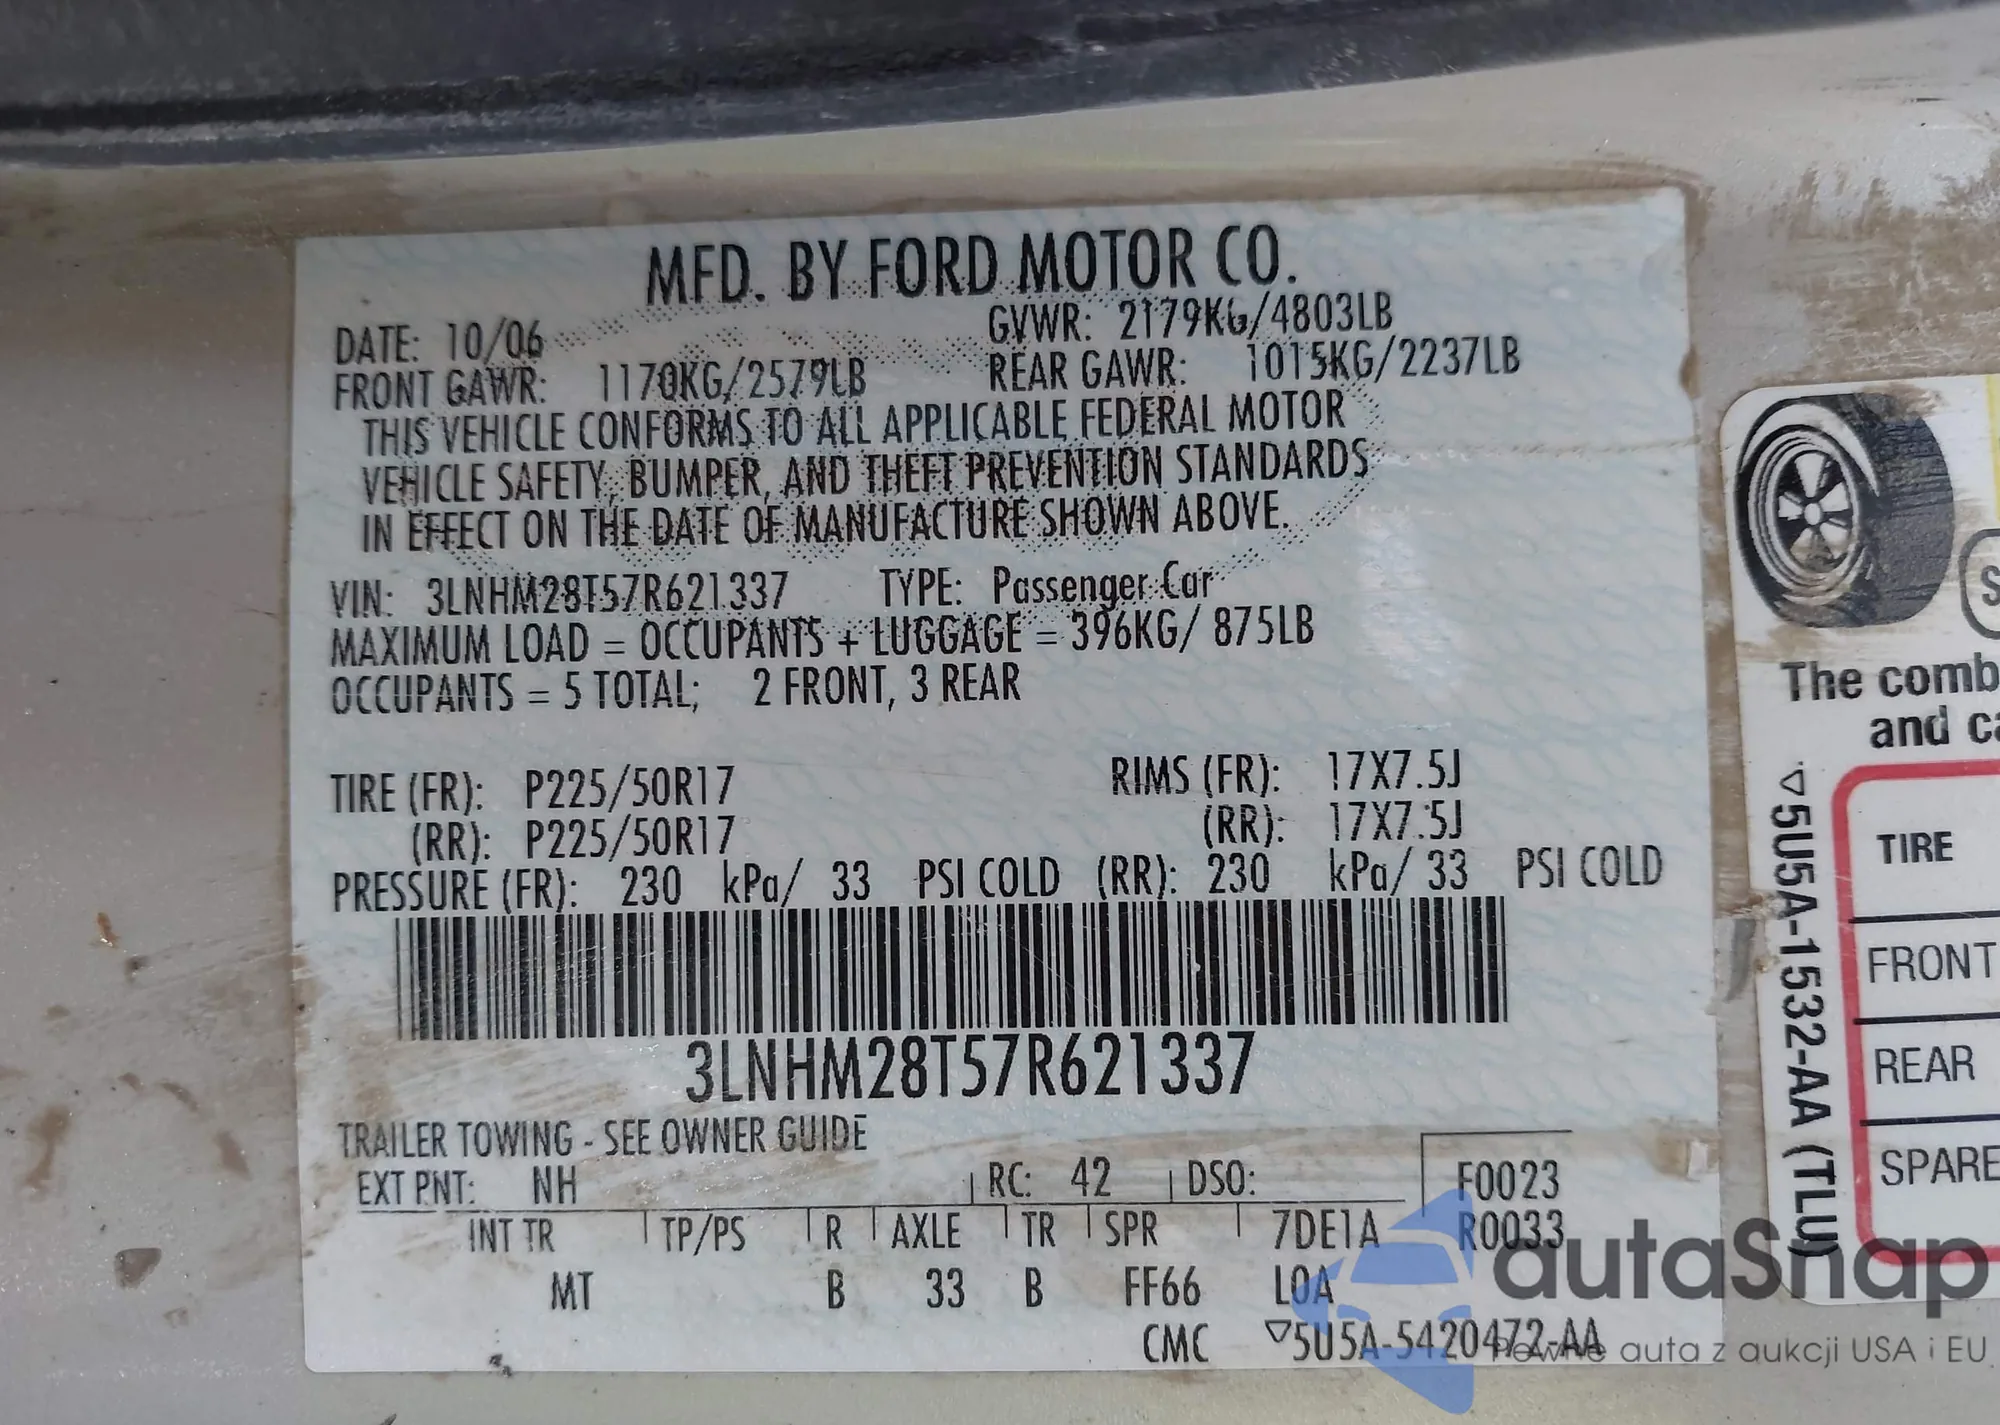 MFD. BY FORD MOTOR CO.
DATE: 10/06 GVWR: 2179KG/4803LB
FRONT GAWR: 1170KG/2579LB REAR GAWR: 1015KG/2237LB
THIS VEHICLE CONFORMS TO ALL APPLICABLE FEDERAL MOTOR
VEHICLE SAFETY, BUMPER, AND THEFT PREVENTION STANDARDS
IN EFFECT ON THE DATE OF MANUFACTURE SHOWN ABOVE.
VIN: 3LNHM28T57R621337 TYPE: Passenger Car
MAXIMUM LOAD = OCCUPANTS + LUGGAGE = 396KG/ 875LB
OCCUPANTS = 5 TOTAL; 2 FRONT, 3 REAR
TIRE (FR): P225/50R17 RIMS (FR): 17X7.5J
(RR): P225/50R17 (RR): 17X7.5J
PRESSURE (FR): 230 kPa/ 33 PSI COLD (RR): 230 kPa/ 33 PSI COLD
3LNHM28T57R621337
TRAILER TOWING - SEE OWNER GUIDE
EXT PNT: NH RC: 42 DSO: F0023
INT TR TP/PS R AXLE TR SPR 7DE1A R0033
MT B 33 B FF66 L0A
CMC ▽5U5A-5420472-AA
The comb
and ca
▽5U5A-1532-AA (TLU)
TIRE
FRONT
REAR
SPARE
autaSnap
Pewne auta z aukcji USA i EU